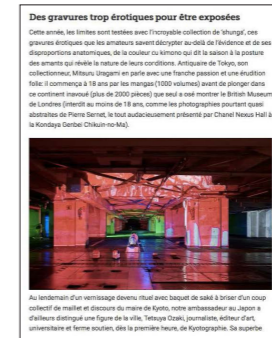 Des gravures trop érotiques pour être exposées
Cette année, les limites sont testées avec l'incroyable collection de 'shunga', ces
gravures érotiques que les amateurs savent décrypter au-delà de l'évidence et de ses
disproportions anatomiques, de la couleur du kimono qui dit la saison à la posture
des amants qui révèle la nature de leurs conditions. Antiquaire de Tokyo, son
collectionneur, Mitsuru Uragami en parle avec une franche passion et une érudition
folle: il commença à 18 ans par les mangas (1000 volumes) avant de plonger dans
ce continent inavoué (plus de 2000 pièces) que seul a osé montrer le British Museum
de Londres (interdit au moins de 18 ans, comme les photographies pourtant quasi
abstraites de Pierre Sernet, le tout audacieusement présenté par Chanel Nexus Hall à
la Kondaya Genbei Chikuin-no-Ma).
Au lendemain d'un vernissage devenu rituel avec baquet de saké à briser d'un coup
collectif de maillet et discours du maire de Kyoto, notre ambassadeur au Japon a
d'ailleurs distingué une figure de la ville, Tetsuya Ozaki, journaliste, éditeur d'art,
universitaire et ferme soutien, dès la première heure, de Kyotographie. Sa superbe